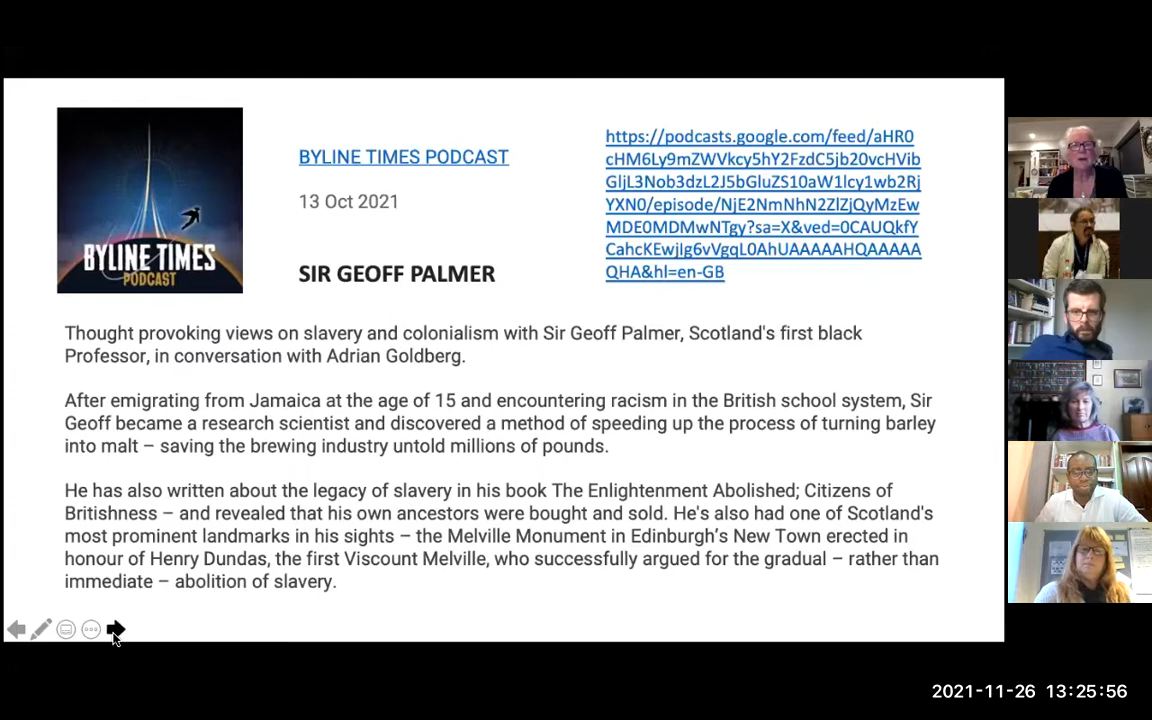 BYLINE TIMES
PODCAST
BYLINE TIMES PODCAST
13 Oct 2021
SIR GEOFF PALMER
https://podcasts.google.com/feed/aHR0
cHM6Ly9mZWVkcy5hY2FzdC5jb20vcHVib
GljL3Nob3dzL2J5bGluZS10aW1lcy1wb2Rj
YXN0/episode/NjE2NmNhN2ZlZjQyMzEw
MDE0MDMwNTgy?sa=X&ved=0CAUQkfY
CahcKEwjIg6vVgqL0AhUAAAAAHQAAAAA
QHA&hl=en-GB
Thought provoking views on slavery and colonialism with Sir Geoff Palmer, Scotland's first black
Professor, in conversation with Adrian Goldberg.
After emigrating from Jamaica at the age of 15 and encountering racism in the British school system, Sir
Geoff became a research scientist and discovered a method of speeding up the process of turning barley
into malt – saving the brewing industry untold millions of pounds.
He has also written about the legacy of slavery in his book The Enlightenment Abolished; Citizens of
Britishness – and revealed that his own ancestors were bought and sold. He's also had one of Scotland's
most prominent landmarks in his sights – the Melville Monument in Edinburgh’s New Town erected in
honour of Henry Dundas, the first Viscount Melville, who successfully argued for the gradual – rather than
immediate – abolition of slavery.
2021-11-26 13:25:56